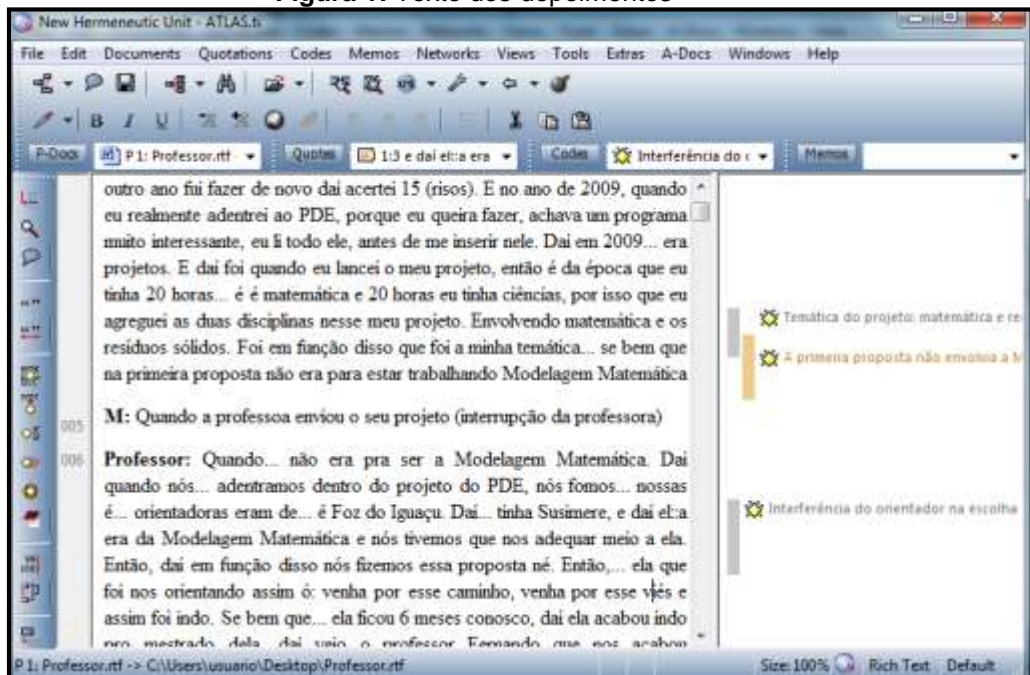 New Hermeneutic Unit - ATLAS.ti
File Edit Documents Quotations Codes Memos Networks Views Tools Extras A-Docs Windows Help
B I U
P-Docs P 1: Professor.rtf Quotes 1:3 e daí el::a era Codes Interferência do Memos
outro ano fui fazer de novo daí acertei 15 (risos). E no ano de 2009, quando
eu realmente adentrei ao PDE, porque eu queira fazer, achava um programa
muito interessante, eu li todo ele, antes de me inserir nele. Daí em 2009... era
projetos. E daí foi quando eu lancei o meu projeto, então é da época que eu
tinha 20 horas... é é matemática e 20 horas eu tinha ciências, por isso que eu
agreguei as duas disciplinas nesse meu projeto. Envolvendo matemática e os
resíduos sólidos. Foi em função disso que foi a minha temática... se bem que
na primeira proposta não era para estar trabalhando Modelagem Matemática
Temática do projeto: matemática e re
A primeira proposta não envolvia a M
005 M: Quando a professoa enviou o seu projeto (interrupção da professora)
006 Professor: Quando... não era pra ser a Modelagem Matemática. Daí
quando nós... adentramos dentro do projeto do PDE, nós fomos... nossas
é... orientadoras eram de... é Foz do Iguaçu. Daí... tinha Susimere, e daí el::a
era da Modelagem Matemática e nós tivemos que nos adequar meio a ela.
Então, daí em função disso nós fizemos essa proposta né. Então,... ela que
foi nos orientando assim ó: venha por esse caminho, venha por esse viés e
assim foi indo. Se bem que... ela ficou 6 meses conosco, daí ela acabou indo
pro mestrado dela, daí veio o professor Fernando que nos acabou
Interferência do orientador na escolha
P 1: Professor.rtf -> C:\Users\usuario\Desktop\Professor.rtf Size: 100% Rich Text Default